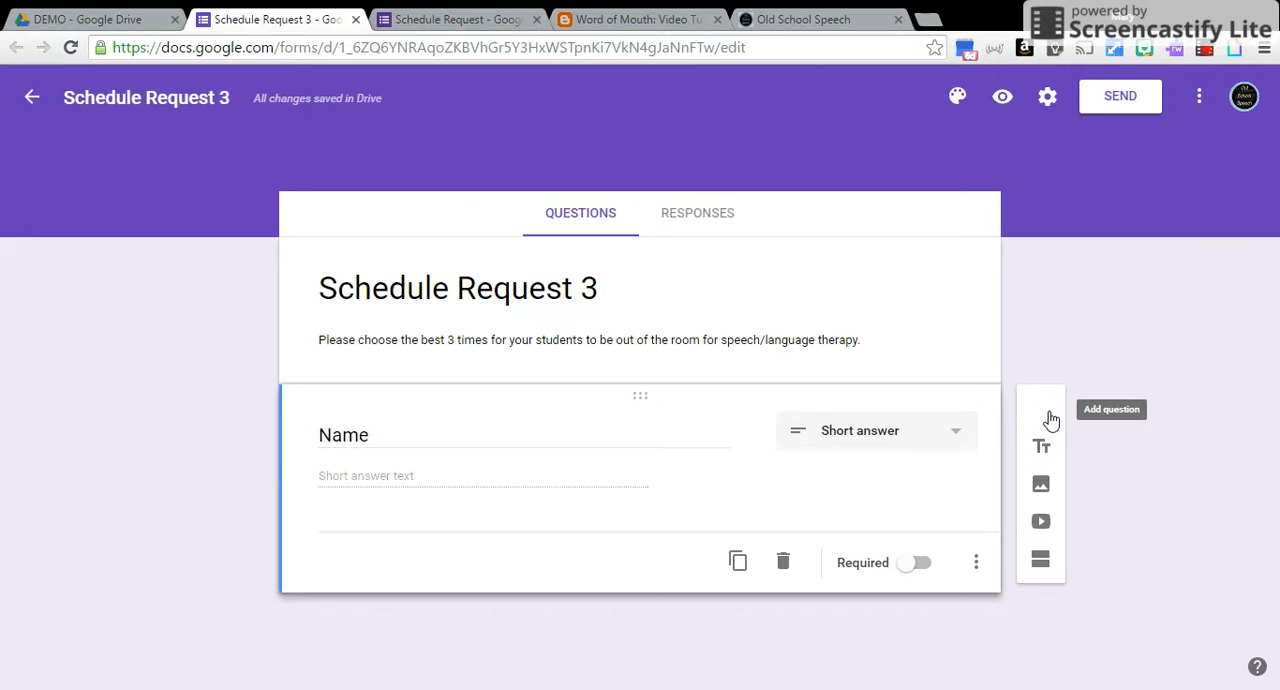 DEMO - Google Drive
Schedule Request 3 - Goo
Schedule Request - Goog
Word of Mouth: Video Tu
Old School Speech
powered by
Screencastify Lite
https://docs.google.com/forms/d/1_6ZQ6YNRAqoZKBVhGr5Y3HxWSTpnKi7VkN4gJaNnFTw/edit
Schedule Request 3
All changes saved in Drive
SEND
QUESTIONS
RESPONSES
Schedule Request 3
Please choose the best 3 times for your students to be out of the room for speech/language therapy.
Add question
Name
Short answer
Tт
Short answer text
Required